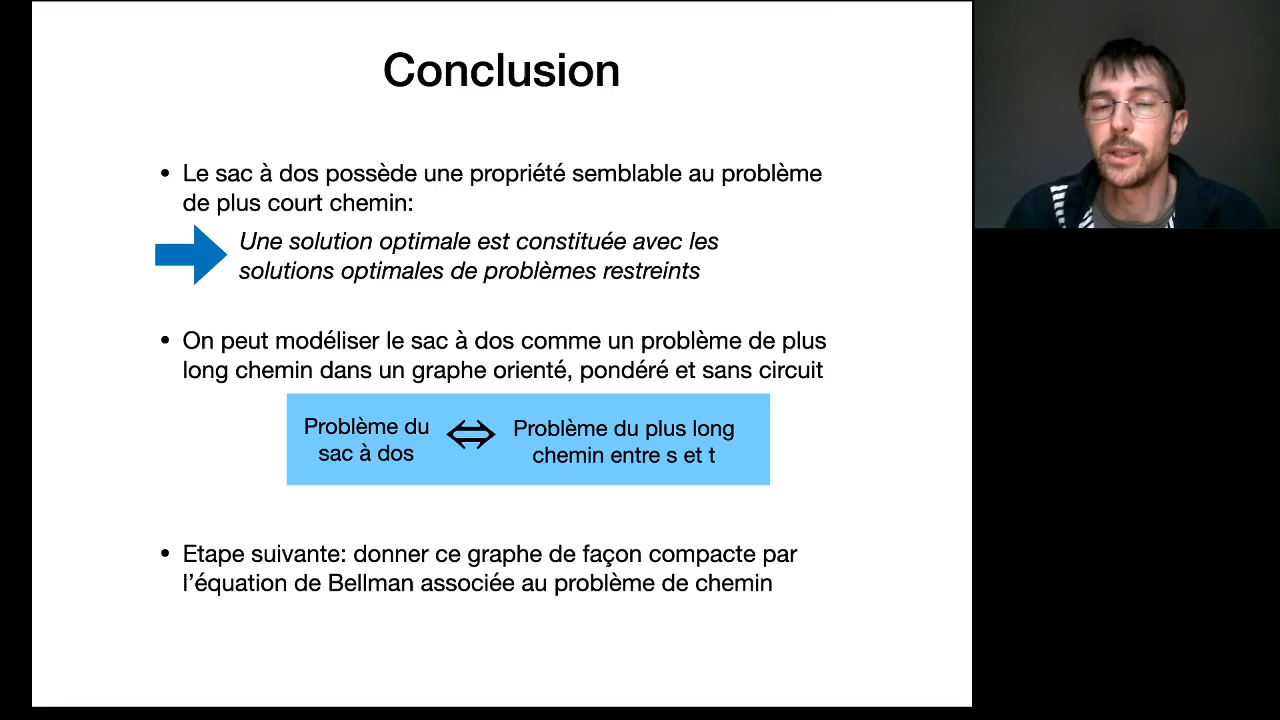 Conclusion
• Le sac à dos possède une propriété semblable au problème
de plus court chemin:
Une solution optimale est constituée avec les
solutions optimales de problèmes restreints
• On peut modéliser le sac à dos comme un problème de plus
long chemin dans un graphe orienté, pondéré et sans circuit
Problème du
sac à dos
Problème du plus long
chemin entre s et t
• Etape suivante: donner ce graphe de façon compacte par
l’équation de Bellman associée au problème de chemin